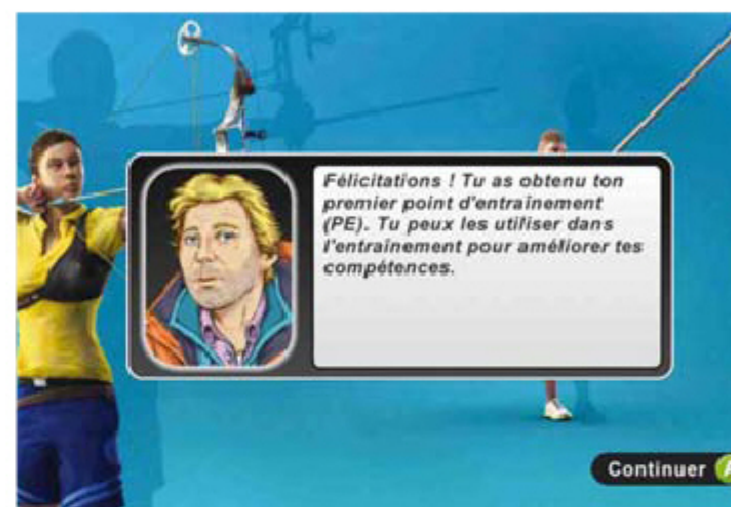 Félicitations ! Tu as obtenu ton
premier point d'entraînement
(PE). Tu peux les utiliser dans
l'entraînement pour améliorer tes
compétences.
Continuer A